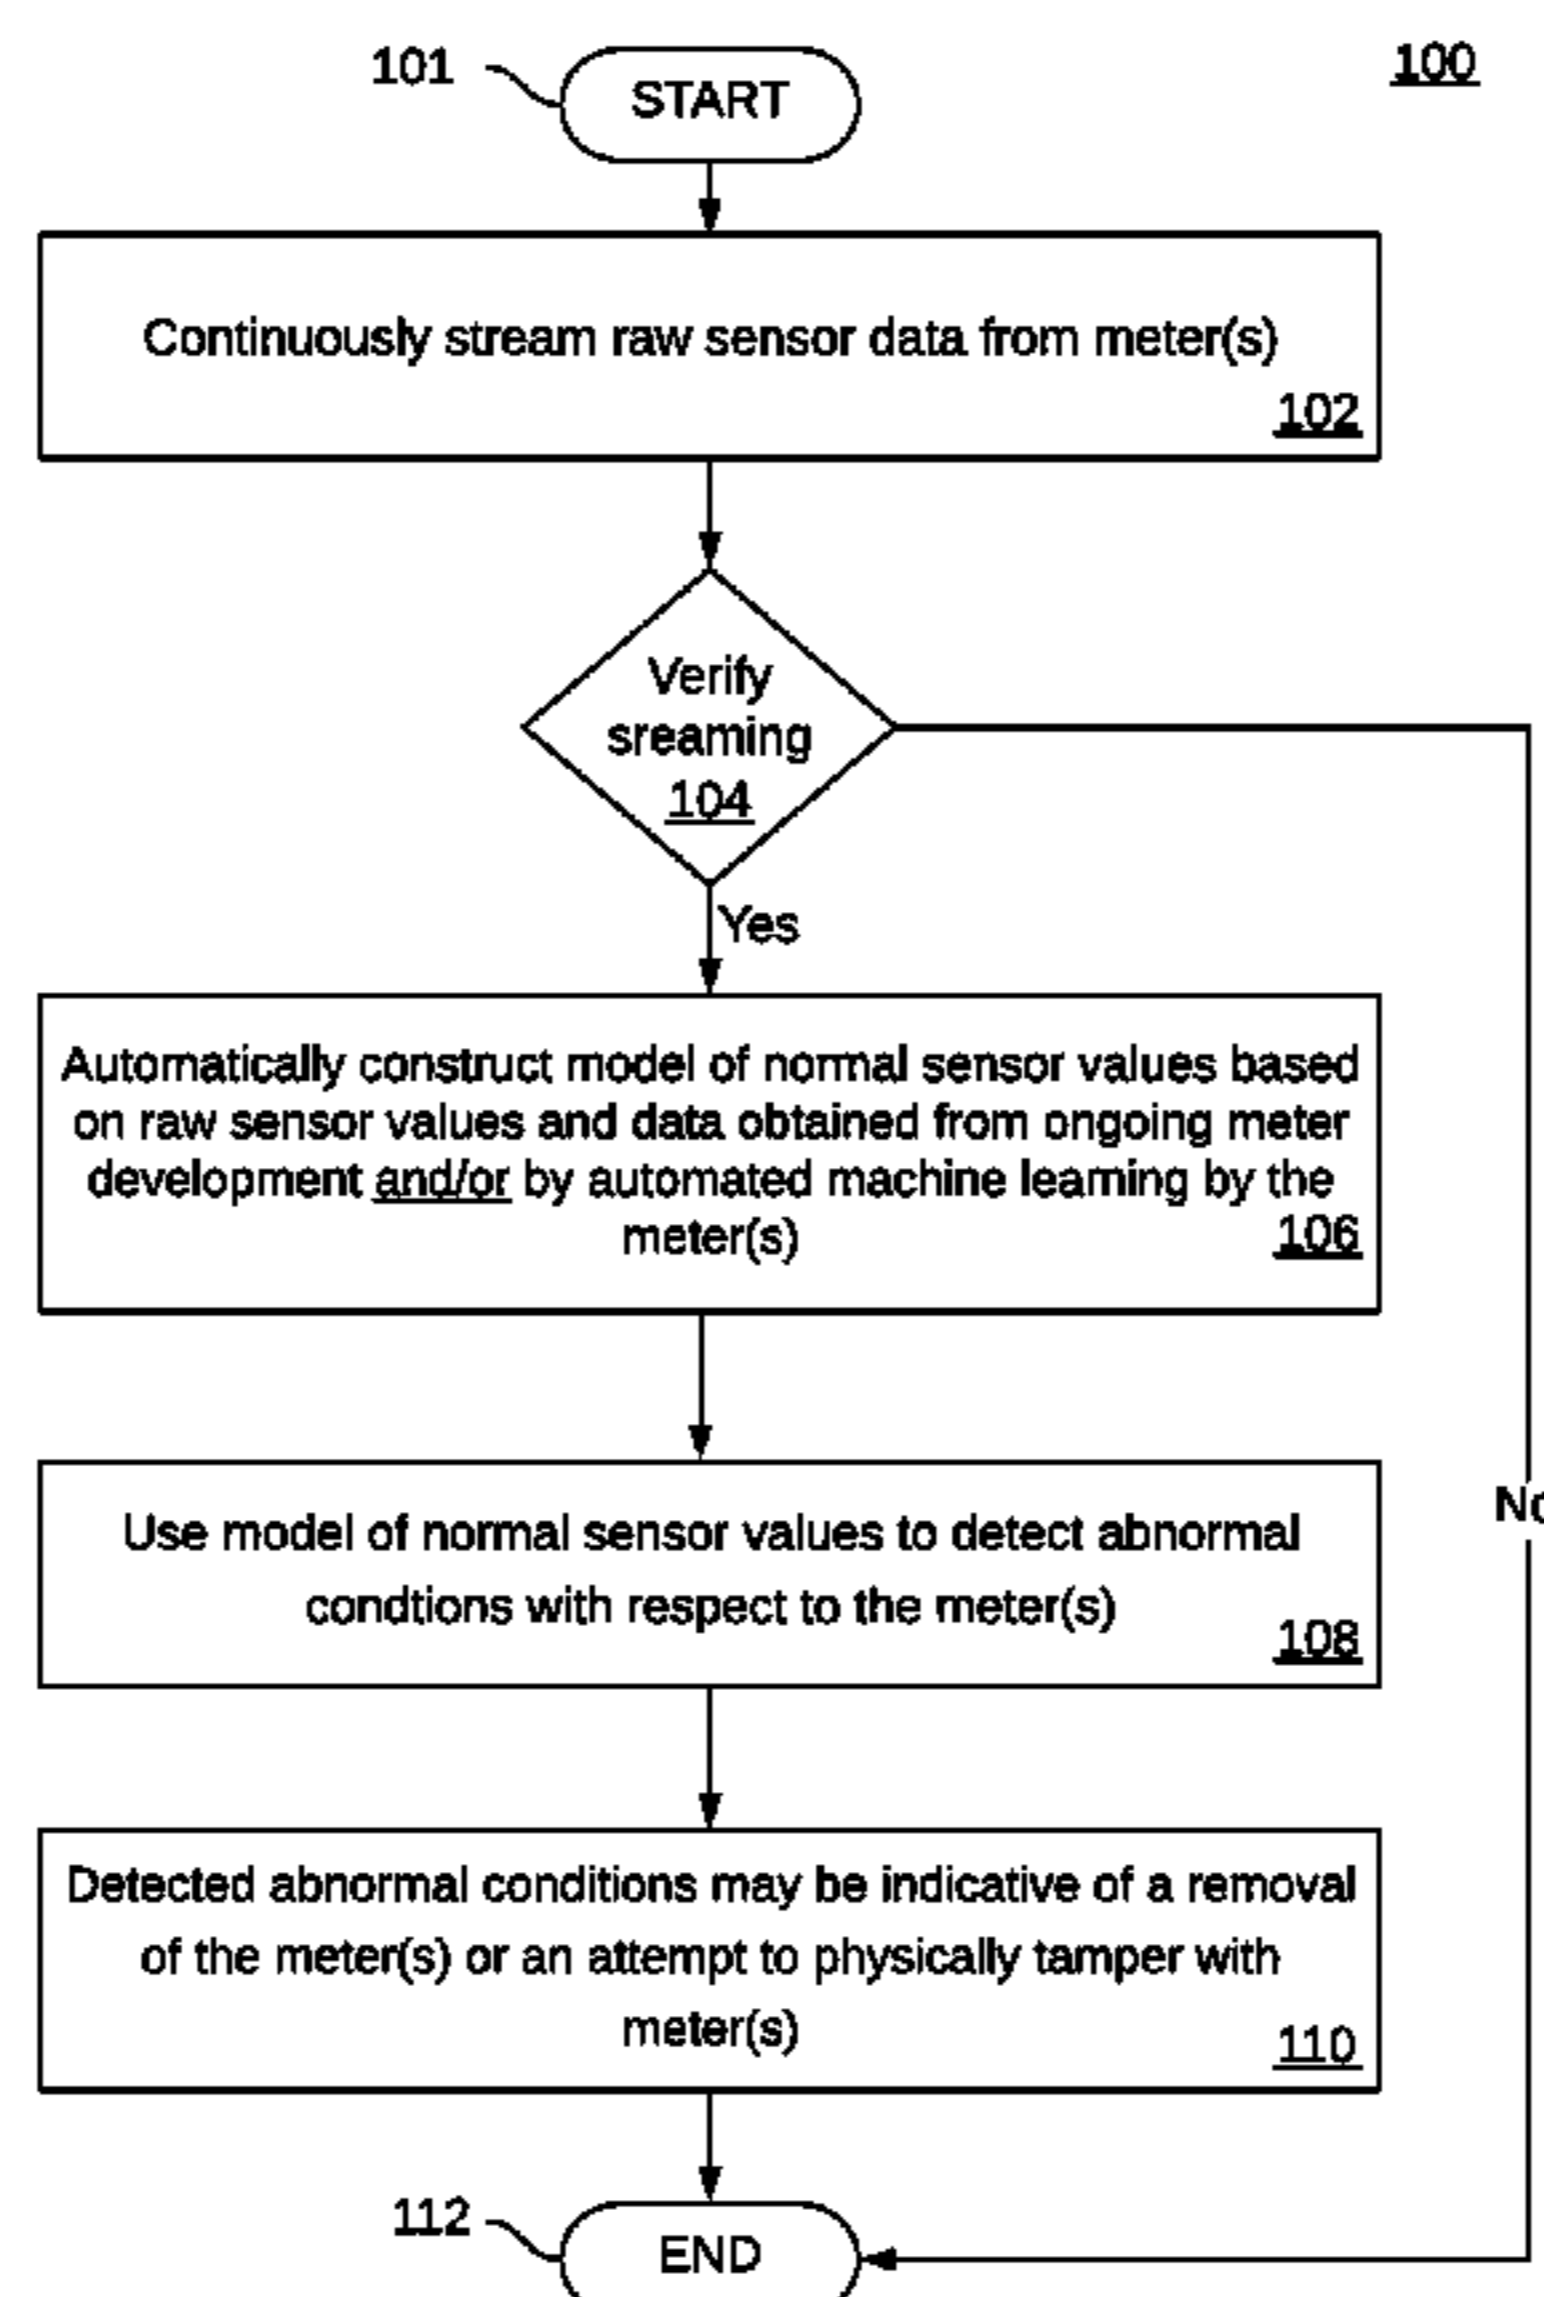 100
101
START
Continuously stream raw sensor data from meter(s)
102
Verify
sreaming
104
Yes
Automatically construct model of normal sensor values based
on raw sensor values and data obtained from ongoing meter
development and/or by automated machine learning by the
meter(s)
106
No
Use model of normal sensor values to detect abnormal
condtions with respect to the meter(s)
108
Detected abnormal conditions may be indicative of a removal
of the meter(s) or an attempt to physically tamper with
meter(s)
110
112
END